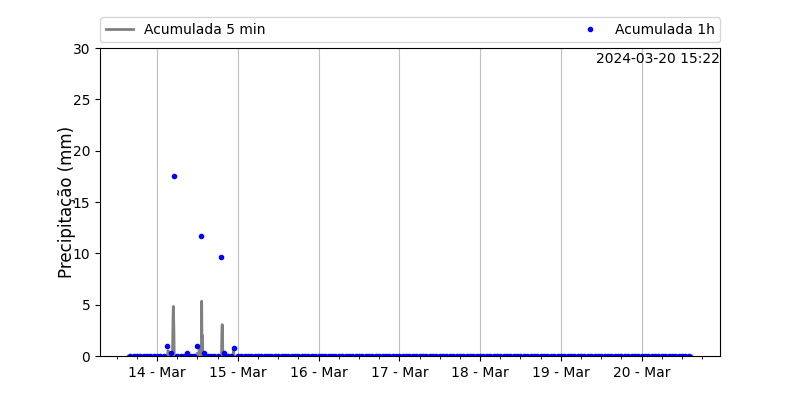 Acumulada 5 min
Acumulada 1h
2024-03-20 15:22
Precipitação (mm)
30
25
20
15
10
5
0
14 - Mar
15 - Mar
16 - Mar
17 - Mar
18 - Mar
19 - Mar
20 - Mar